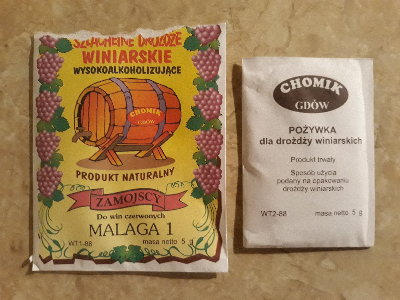 SZLACHETNE DROŻDŻE
WINIARSKIE
WYSOKOALKOHOLIZUJĄCE
CHOMIK
GDÓW
PRODUKT NATURALNY
ZAMOJSCY
Do win czerwonych
MALAGA 1
WT1-88 masa netto 5 g
CHOMIK
GDÓW
POŻYWKA
dla drożdży winiarskich
Produkt trwały
Sposób użycia
podany na opakowaniu
drożdży winiarskich
WT2-88 masa netto 5 g